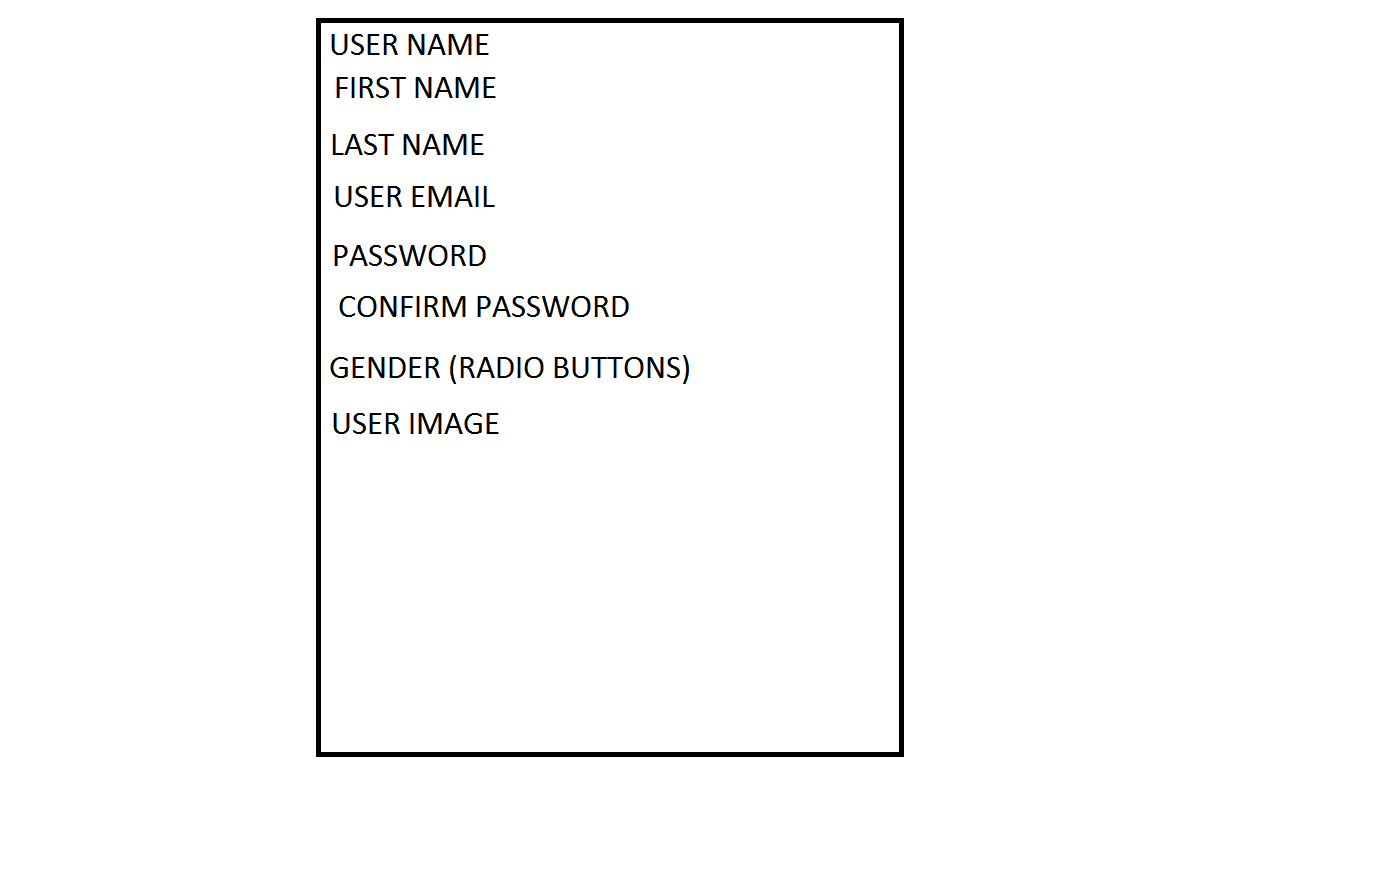 USER NAME
FIRST NAME
LAST NAME
USER EMAIL
PASSWORD
CONFIRM PASSWORD
GENDER (RADIO BUTTONS)
USER IMAGE